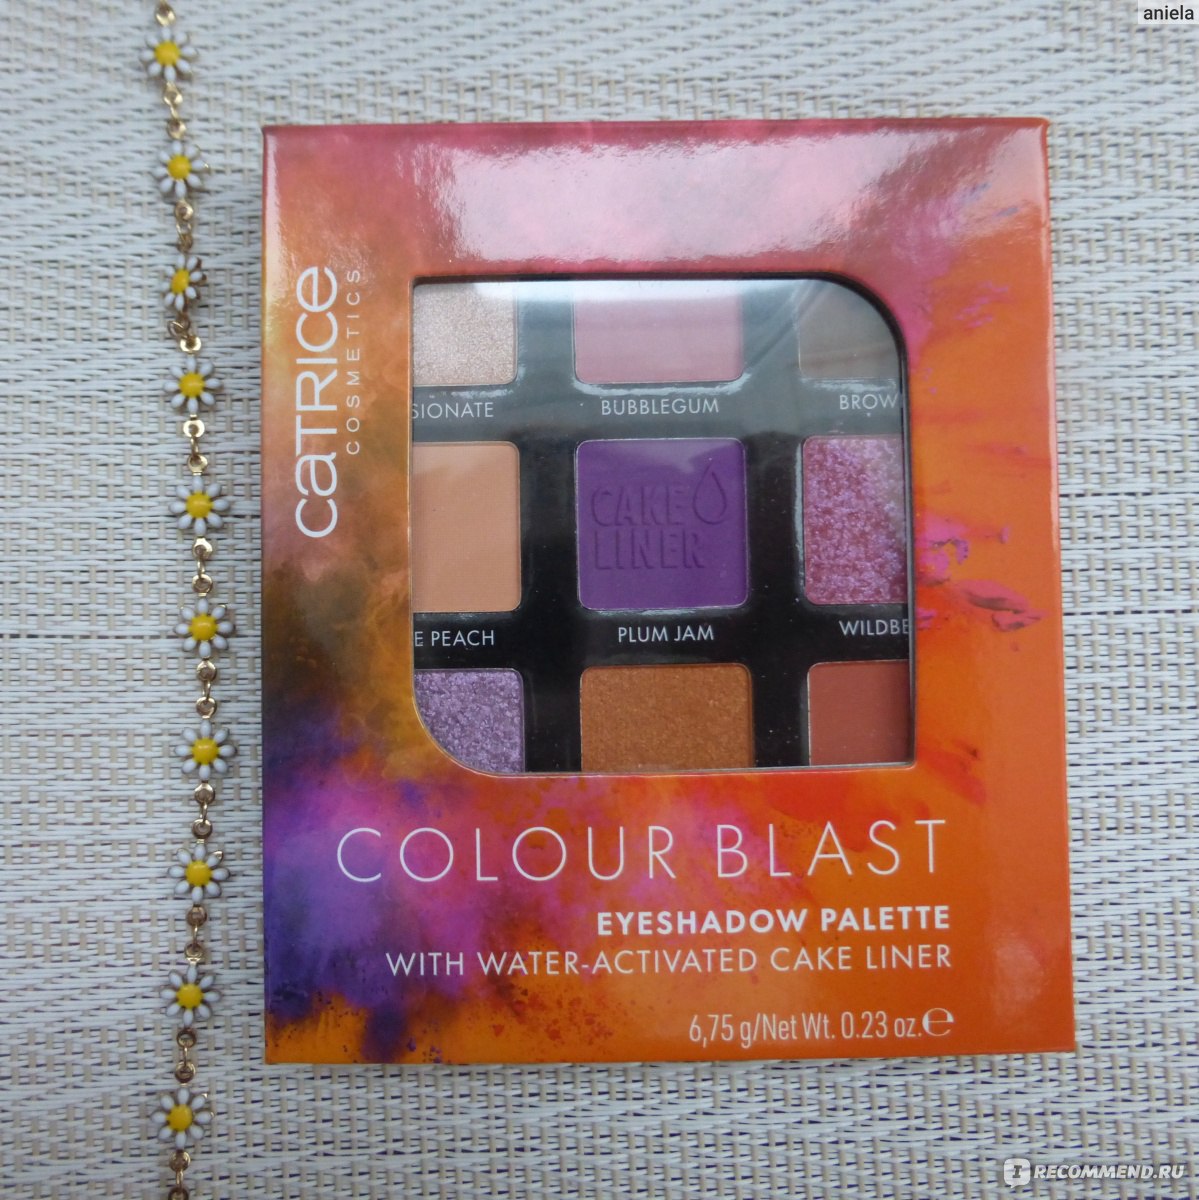 aniela
CATRICE
COSMETICS
SIONATE
BUBBLEGUM
BROW
CAKE
LINER
E PEACH
PLUM JAM
WILDBE
COLOUR BLAST
EYESHADOW PALETTE
WITH WATER-ACTIVATED CAKE LINER
6,75 g/Net Wt. 0.23 oz.℮
IRECOMMEND.RU